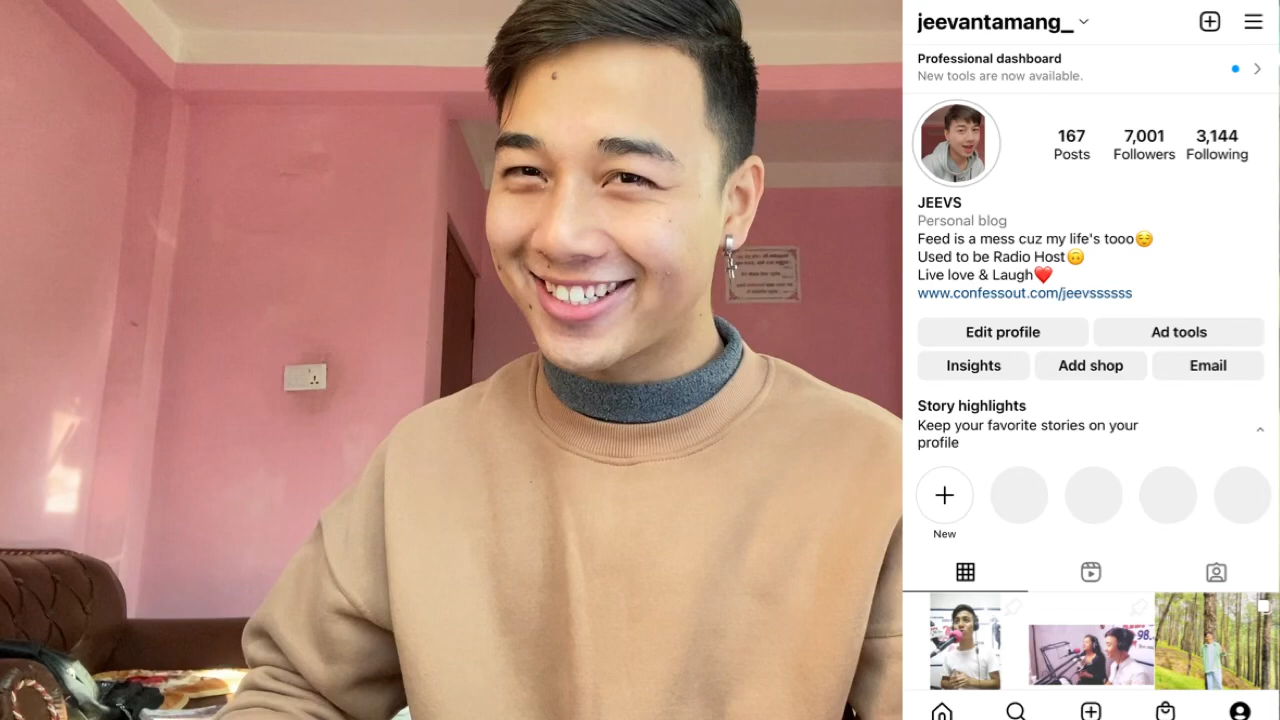 jeevantamang_
Professional dashboard
New tools are now available.
167
Posts
7,001
Followers
3,144
Following
JEEVS
Personal blog
Feed is a mess cuz my life's tooo😌
Used to be Radio Host🙃
Live love & Laugh❤️
www.confessout.com/jeevssssss
Edit profile
Ad tools
Insights
Add shop
Email
Story highlights
Keep your favorite stories on your
profile
New
98.